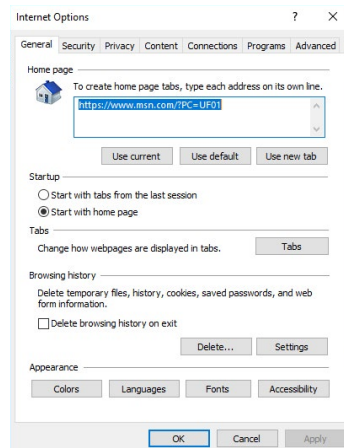 Internet Options ? X
General Security Privacy Content Connections Programs Advanced
Home page
To create home page tabs, type each address on its own line.
https://www.msn.com/?PC=UF01
Use current Use default Use new tab
Startup
Start with tabs from the last session
Start with home page
Tabs
Change how webpages are displayed in tabs. Tabs
Browsing history
Delete temporary files, history, cookies, saved passwords, and web
form information.
Delete browsing history on exit
Delete... Settings
Appearance
Colors Languages Fonts Accessibility
OK Cancel Apply